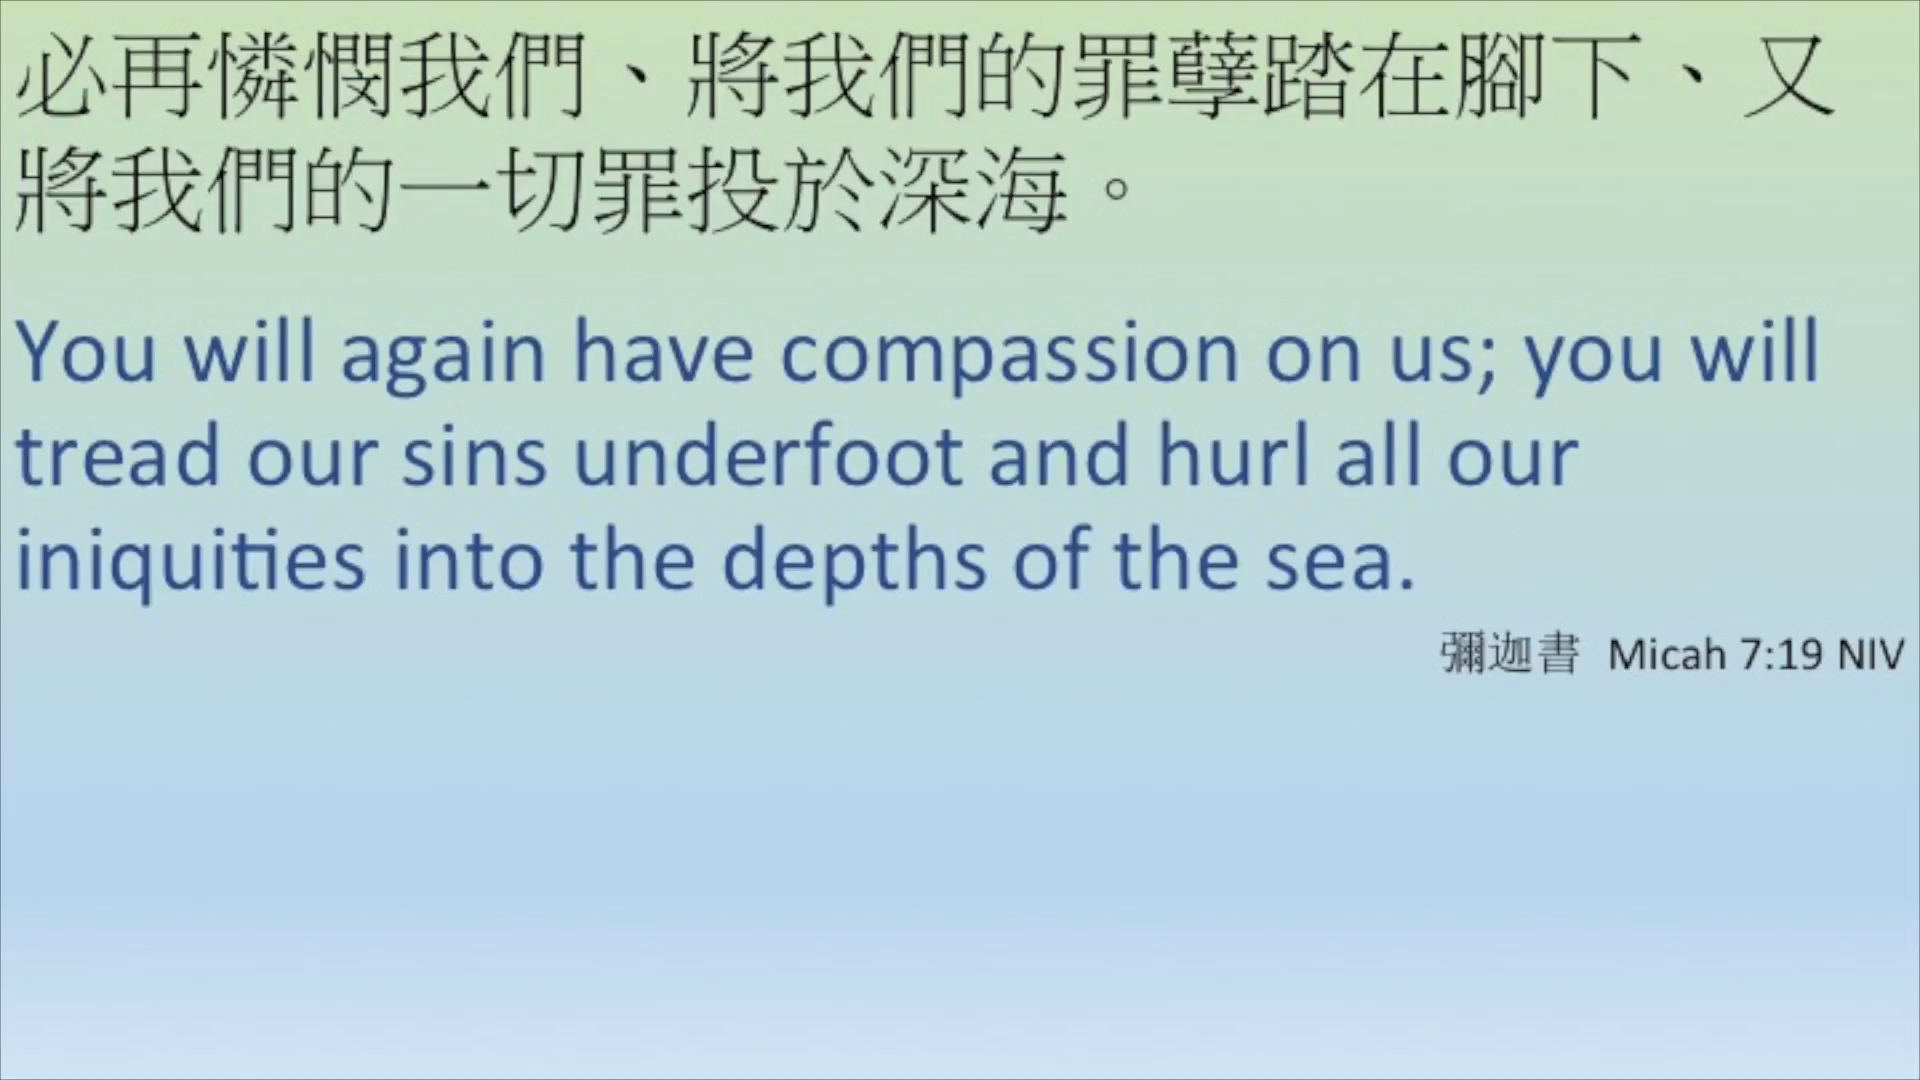 必再憐憫我們、將我們的罪孽踏在腳下、又
將我們的一切罪投於深海。
You will again have compassion on us; you will
tread our sins underfoot and hurl all our
iniquities into the depths of the sea.
彌迦書 Micah 7:19 NIV